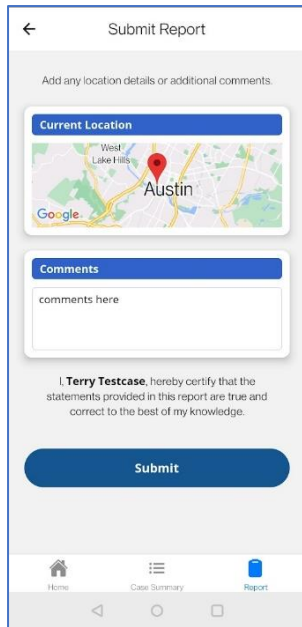 Submit Report
Add any location details or additional comments.
Current Location
West
Lake Hills
Austin
Google
Comments
comments here
I, Terry Testcase, hereby certify that the
statements provided in this report are true and
correct to the best of my knowledge.
Submit
Home Case Summary Report